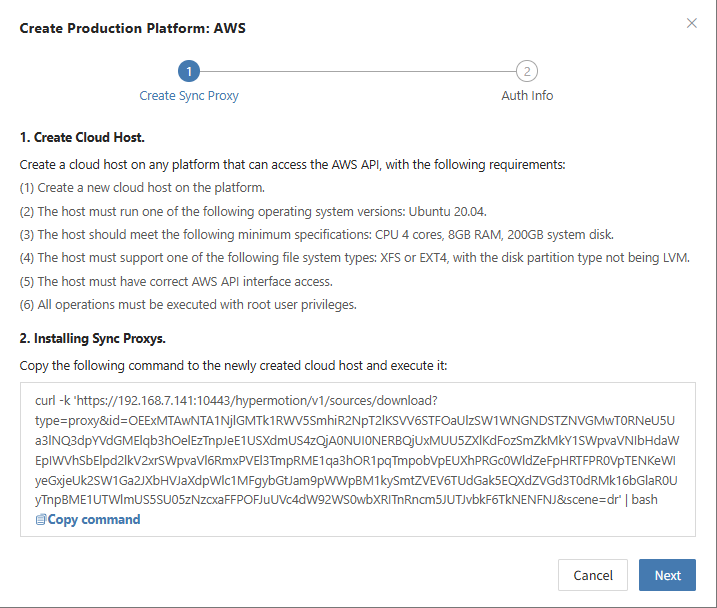 Create Production Platform: AWS
1
2
Create Sync Proxy
Auth Info
1. Create Cloud Host.
Create a cloud host on any platform that can access the AWS API, with the following requirements:
(1) Create a new cloud host on the platform.
(2) The host must run one of the following operating system versions: Ubuntu 20.04.
(3) The host should meet the following minimum specifications: CPU 4 cores, 8GB RAM, 200GB system disk.
(4) The host must support one of the following file system types: XFS or EXT4, with the disk partition type not being LVM.
(5) The host must have correct AWS API interface access.
(6) All operations must be executed with root user privileges.
2. Installing Sync Proxys.
Copy the following command to the newly created cloud host and execute it:
curl -k 'https://192.168.7.141:10443/hypermotion/v1/sources/download?
type=proxy&id=OEExMTAwNTA1NjlGMTk1RWV5SmhiR2NpT2lKSVV6STFOaUlzSW1WNGNDSTZNVGMwT0RNeU5U
a3lNQ3dpYVdGMElqb3hOelEzTnpJeE1USXdmUS4zQjA0NUI0NERBQjUxMUU5ZXlKdFozSmZkMkY1SWpvaVNIbHdaW
EpIWVhSbElpd2lkV2xrSWpvaVl6RmxPVEl3TmpRME1qa3hOR1pqTmpobVpEUXhPRGc0WldZeFpHRTFPR0VpTENKeWl
yeGxjeUk2SW1Ga2JXbHVJaXdpWlc1MFgybGtJam9pWWpBM1kySmtZVEV6TUdGak5EQXdZVGd3T0dRMk16bGlaR0U
yTnpBME1UTWlmUS5SU05zNzcxaFFPOFJuUVc4dW92WS0wbXRITnRncm5JUTJvbkF6TkNENFNJ&scene=dr' | bash
Copy command
Cancel
Next